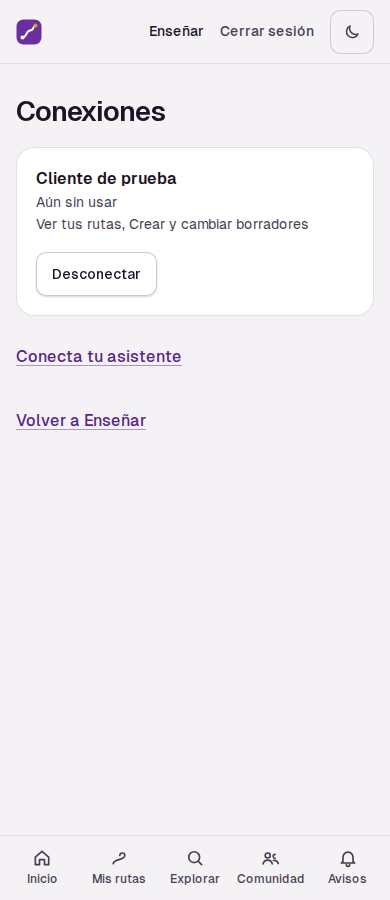 Enseñar
Cerrar sesión
Conexiones
Cliente de prueba
Aún sin usar
Ver tus rutas, Crear y cambiar borradores
Desconectar
Conecta tu asistente
Volver a Enseñar
Inicio
Mis rutas
Explorar
Comunidad
Avisos